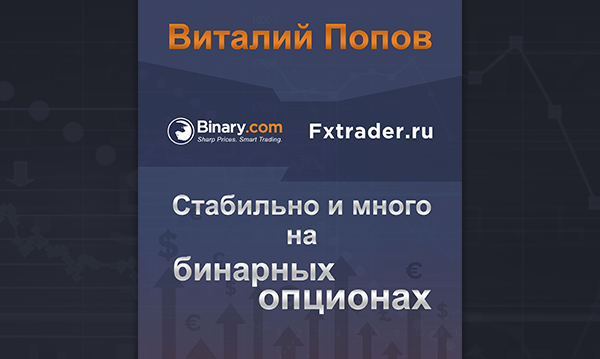 Виталий Попов
Binary.com Fxtrader.ru
Sharp Prices. Smart Trading.
Стабильно и много
на
бинарных
опционах